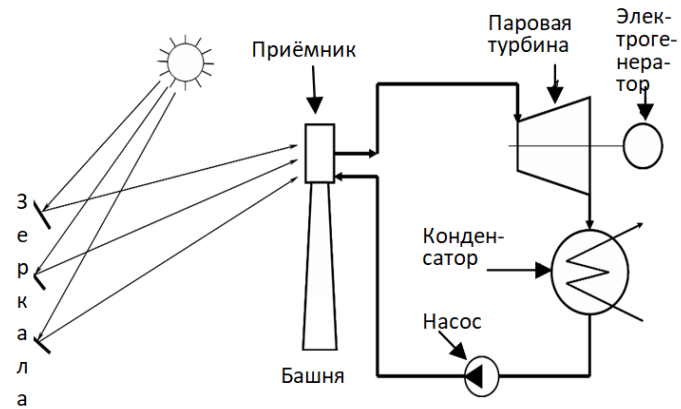 Приёмник
Паровая
турбина
Элек-
троге-
нера-
тор
З
е
р
к
а
л
а
Конден-
сатор
Насос
Башня